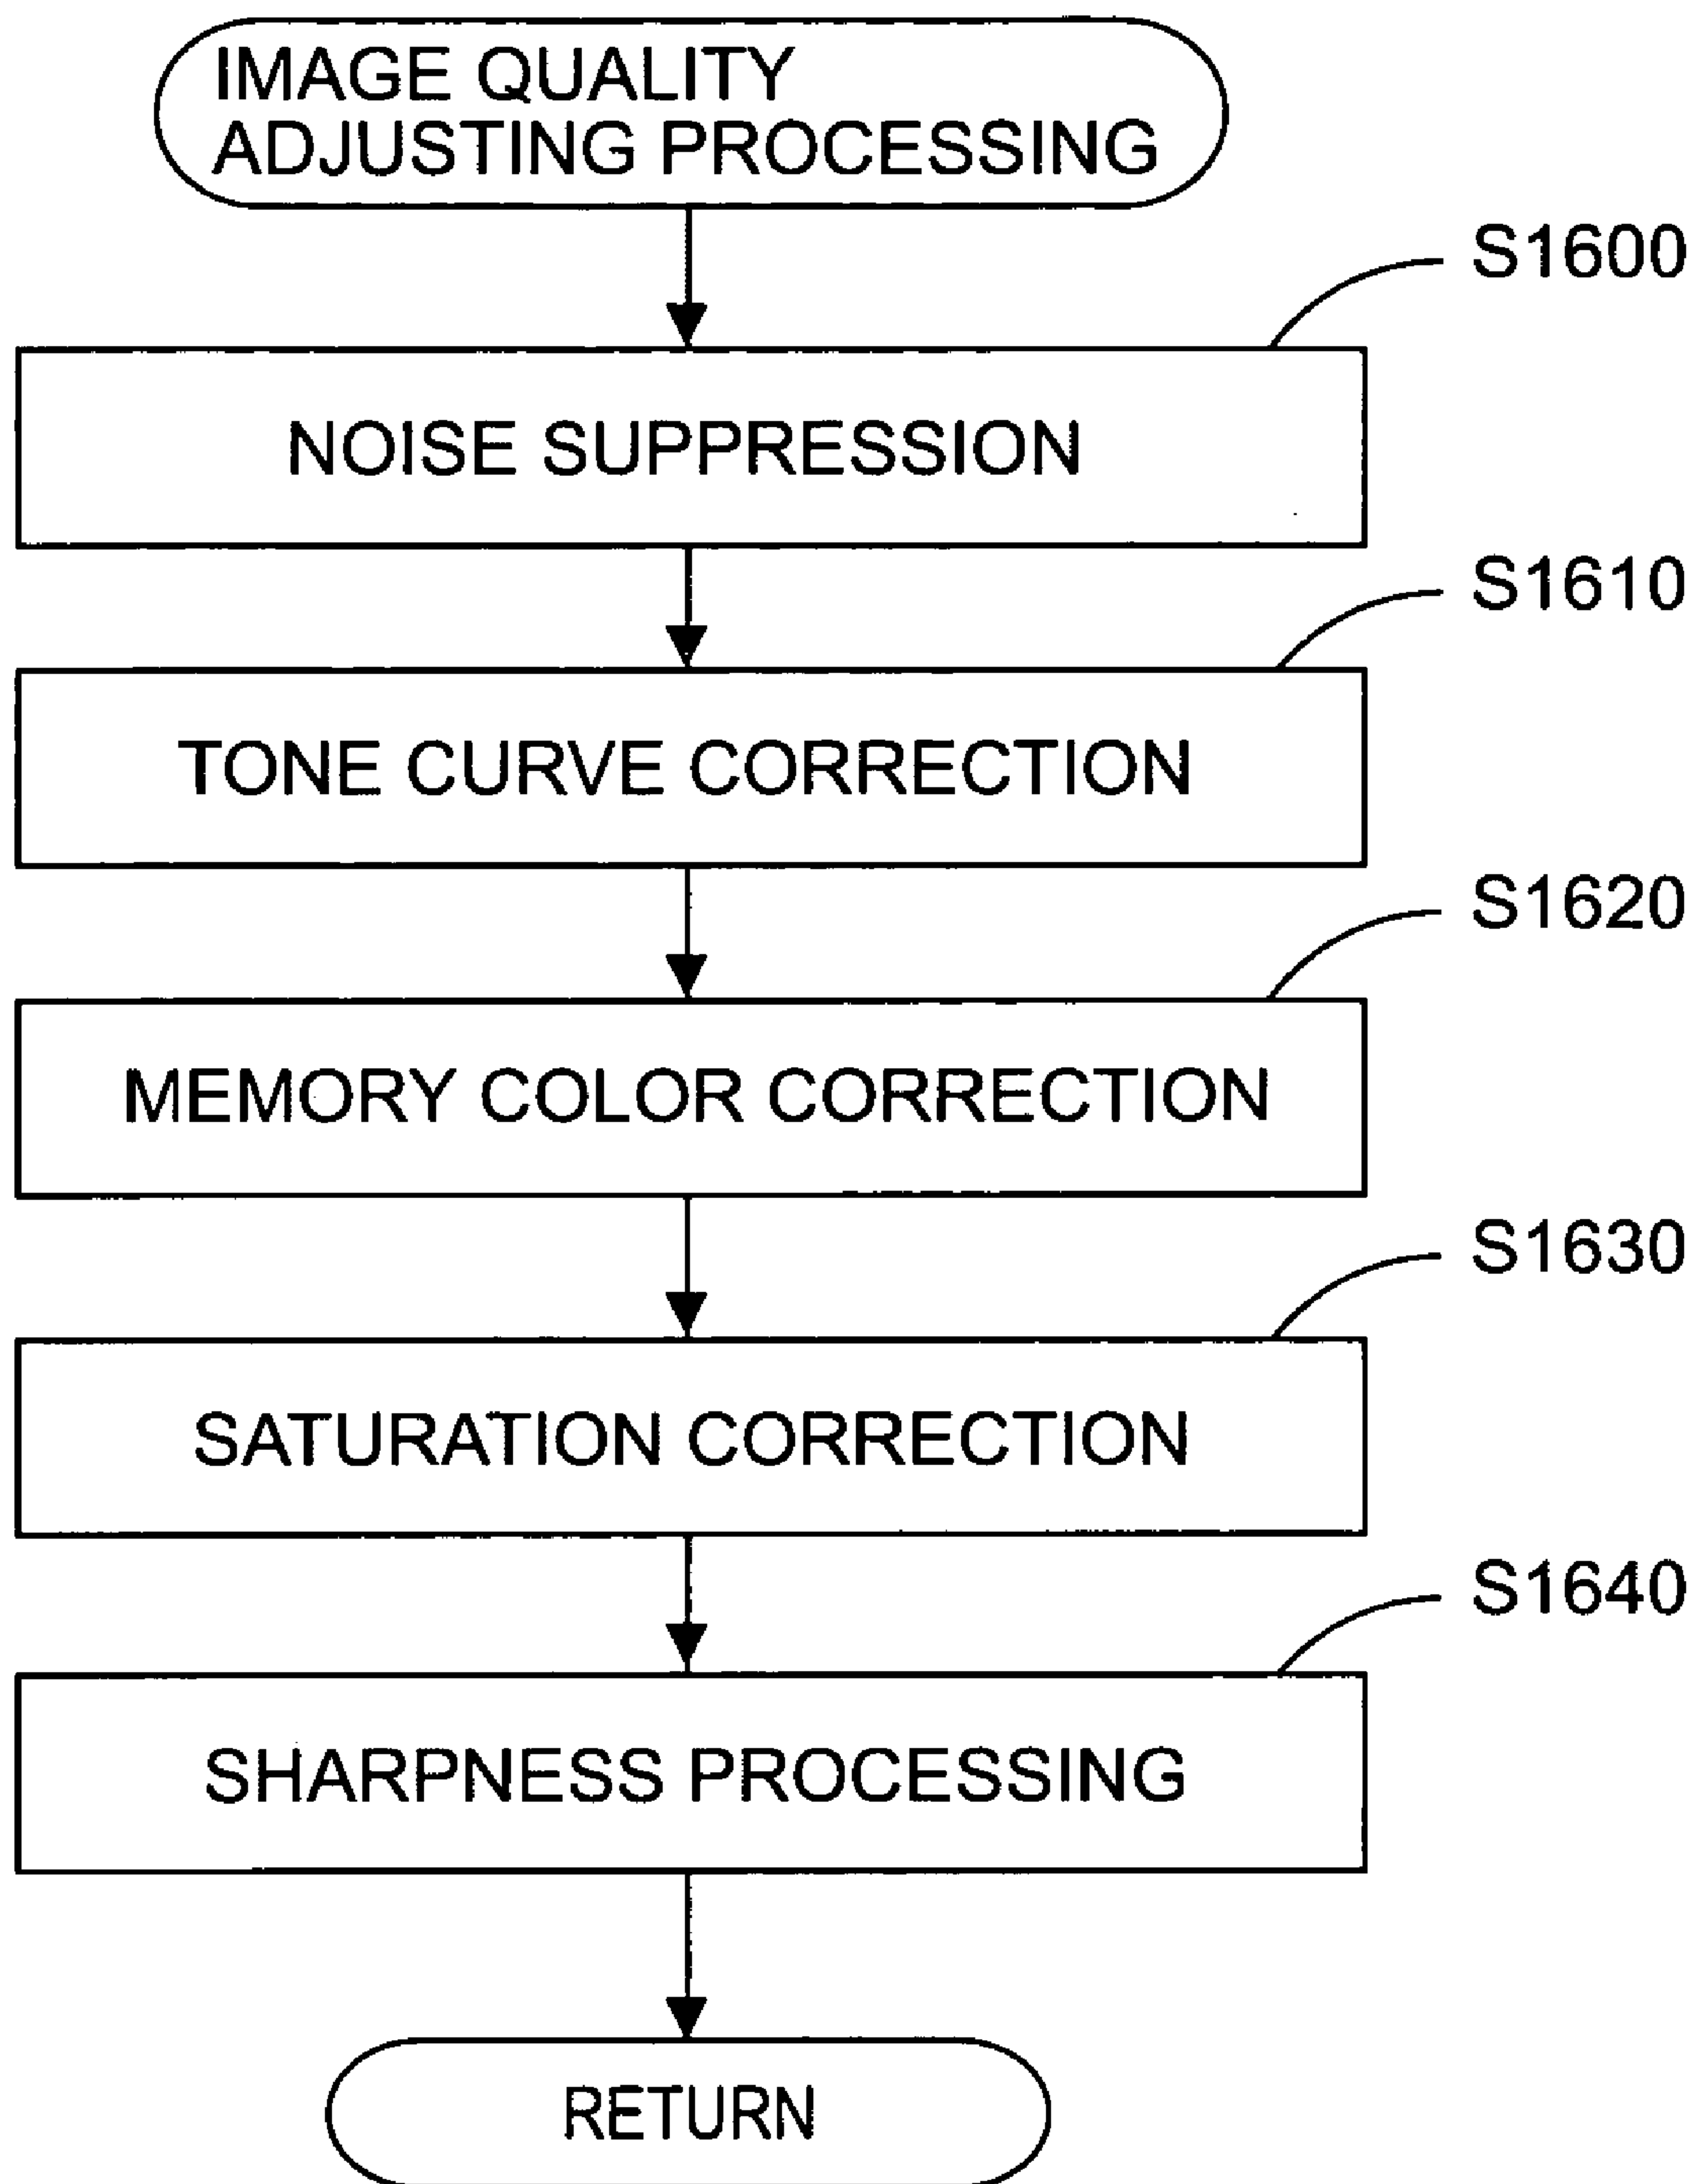 IMAGE QUALITY
ADJUSTING PROCESSING
S1600
NOISE SUPPRESSION
S1610
TONE CURVE CORRECTION
S1620
MEMORY COLOR CORRECTION
S1630
SATURATION CORRECTION
S1640
SHARPNESS PROCESSING
RETURN